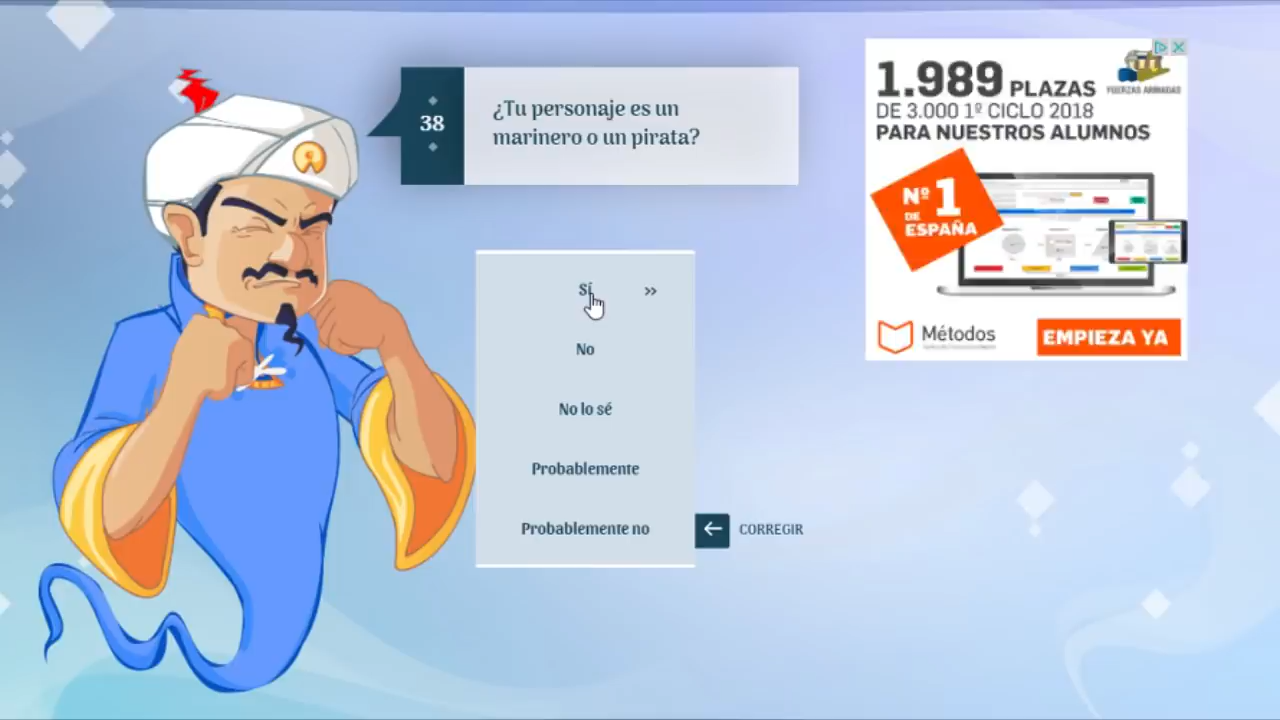 38
¿Tu personaje es un
marinero o un pirata?
Sí
No
No lo sé
Probablemente
Probablemente no
CORREGIR
1.989 PLAZAS
FUERZAS ARMADAS
DE 3.000 1º CICLO 2018
PARA NUESTROS ALUMNOS
Nº 1
DE
ESPAÑA
Métodos
EMPIEZA YA